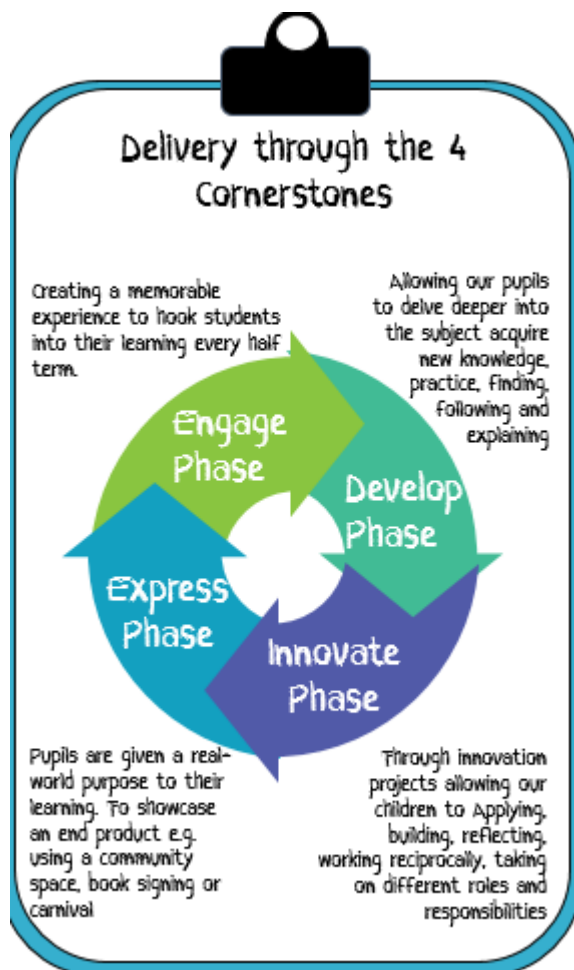 Delivery through the 4
Cornerstones
Creating a memorable
experience to hook students
into their learning every half
term.
Allowing our pupils
to delve deeper into
the subject acquire
new knowledge,
practice, finding,
following and
explaining
Engage
Phase
Develop
Phase
Express
Phase
Innovate
Phase
Pupils are given a real-
world purpose to their
learning. To showcase
an end product e.g.
using a community
space, book signing or
carnival
Through innovation
projects allowing our
children to Applying,
building, reflecting,
working reciprocally, taking
on different roles and
responsibilities